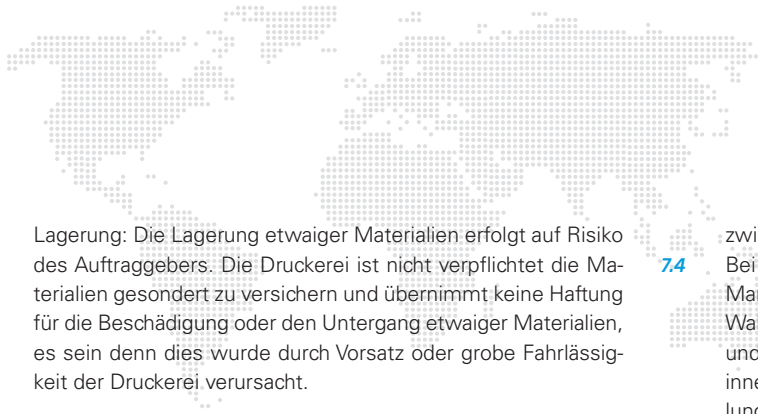 Lagerung: Die Lagerung etwaiger Materialien erfolgt auf Risiko
des Auftraggebers. Die Druckerei ist nicht verpflichtet die Ma-
terialien gesondert zu versichern und übernimmt keine Haftung
für die Beschädigung oder den Untergang etwaiger Materialien,
es sein denn dies wurde durch Vorsatz oder grobe Fahrlässig-
keit der Druckerei verursacht.
7.4
Bei
und